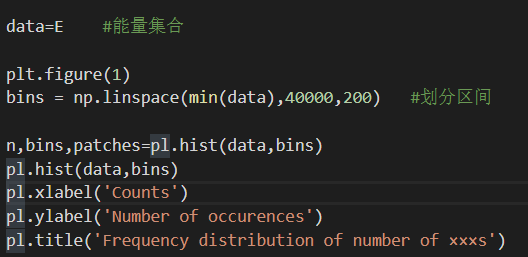 data=E    #能量集合
plt.figure(1)
bins = np.linspace(min(data),40000,200)   #划分区间
n,bins,patches=pl.hist(data,bins)
pl.hist(data,bins)
pl.xlabel('Counts')
pl.ylabel('Number of occurences')
pl.title('Frequency distribution of number of ×××s')